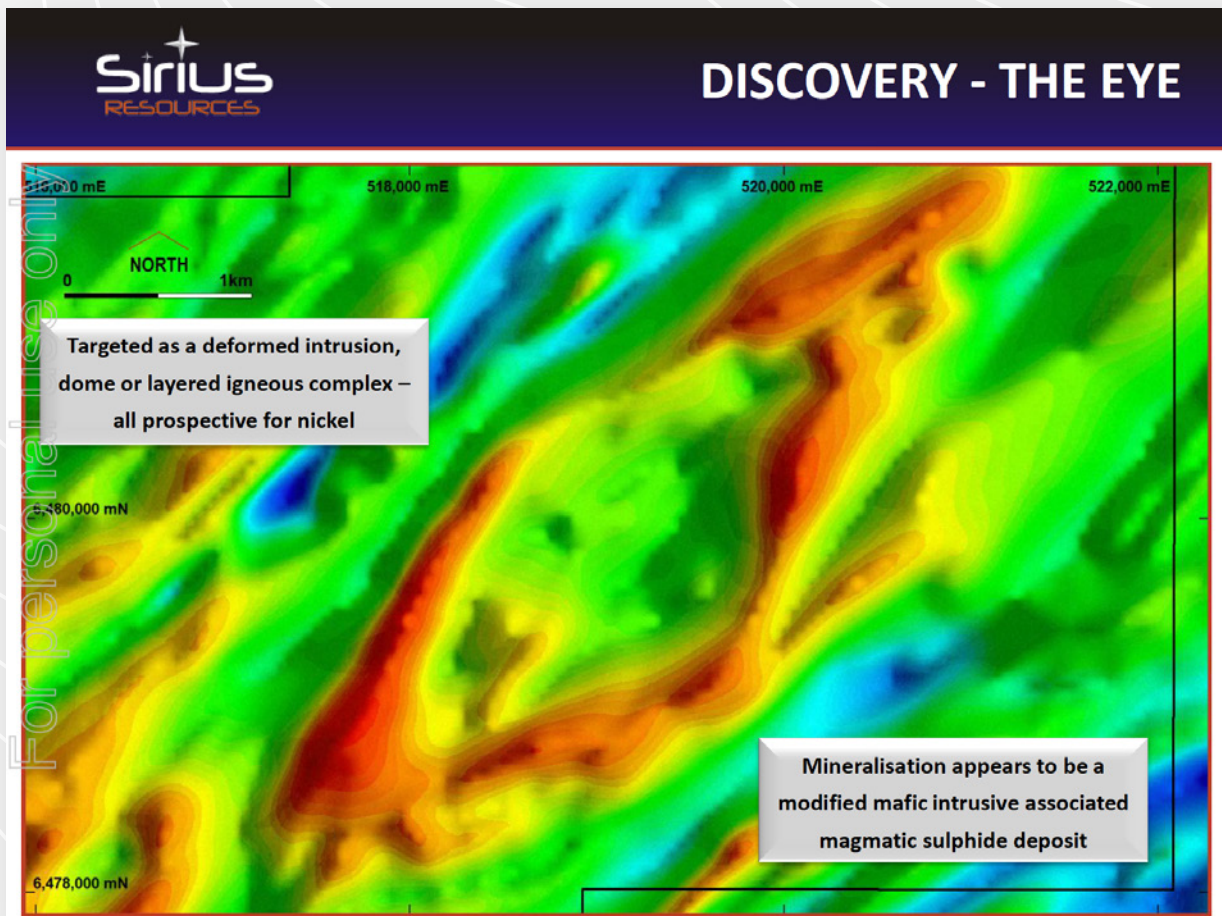 Sirius
RESOURCES
DISCOVERY - THE EYE
For personal use only
518,000 mE
520,000 mE
522,000 mE
NORTH
0 1km
Targeted as a deformed intrusion,
dome or layered igneous complex –
all prospective for nickel
6,480,000 mN
Mineralisation appears to be a
modified mafic intrusive associated
magmatic sulphide deposit
6,478,000 mN